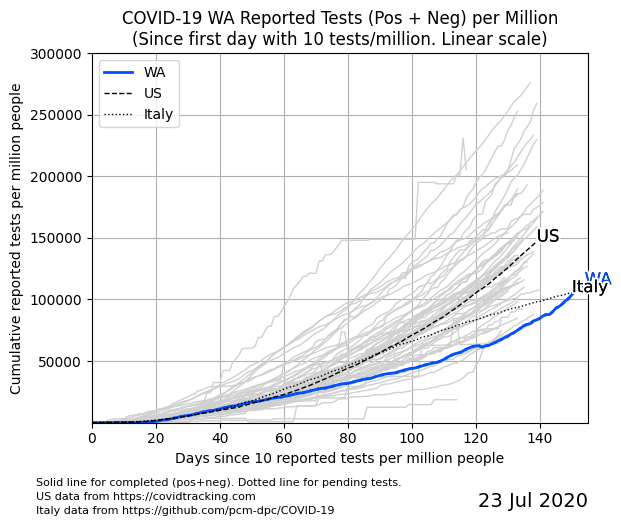 COVID-19 WA Reported Tests (Pos + Neg) per Million
(Since first day with 10 tests/million. Linear scale)
300000
250000
200000
150000
100000
50000
Cumulative reported tests per million people
WA
US
Italy
US
WA
Italy
0 20 40 60 80 100 120 140
Days since 10 reported tests per million people
Solid line for completed (pos+neg). Dotted line for pending tests.
US data from https://covidtracking.com
Italy data from https://github.com/pcm-dpc/COVID-19
23 Jul 2020